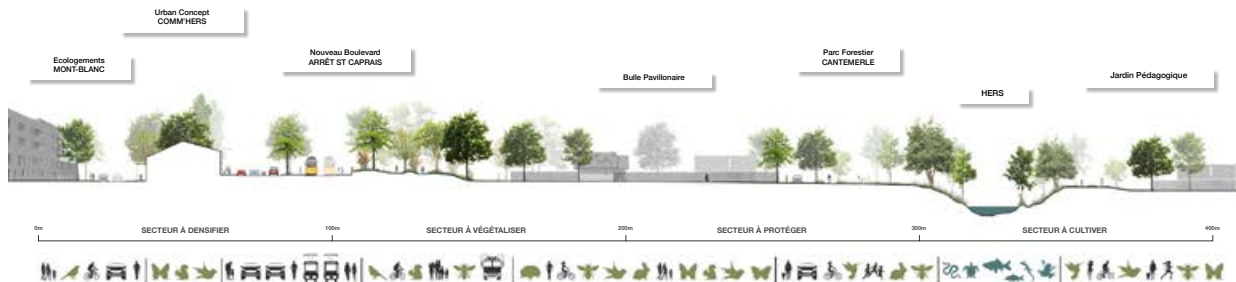 Urban Concept
COMM'HERS
Ecologements
MONT-BLANC
Nouveau Boulevard
ARRÊT ST CAPRAIS
Bulle Pavillonaire
Parc Forestier
CANTEMERLE
HERS
Jardin Pédagogique
0m
SECTEUR À DENSIFIER
100m
SECTEUR À VÉGÉTALISER
200m
SECTEUR À PROTÉGER
300m
SECTEUR À CULTIVER
400m